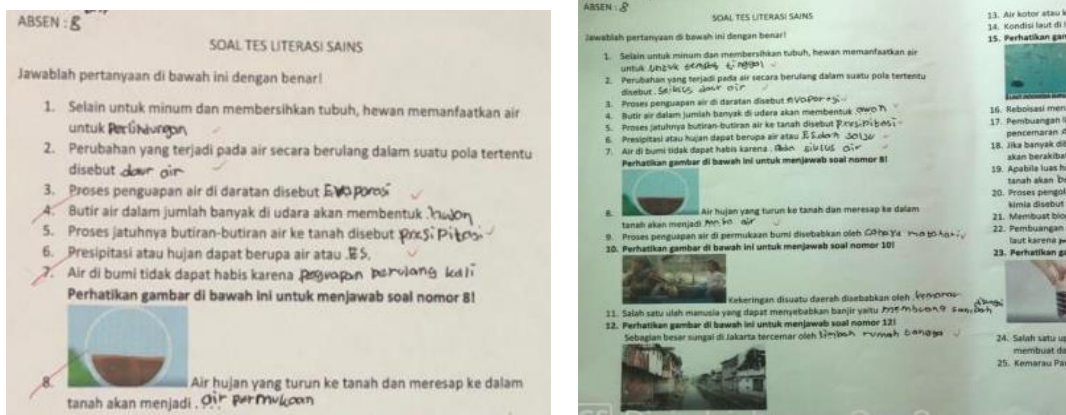 ABSEN : 8
SOAL TES LITERASI SAINS
Jawablah pertanyaan di bawah ini dengan benar!
1. Selain untuk minum dan membersihkan tubuh, hewan memanfaatkan air
untuk Perlindungan
2. Perubahan yang terjadi pada air secara berulang dalam suatu pola tertentu
disebut daur air
3. Proses penguapan air di daratan disebut Evaporasi
4. Butir air dalam jumlah banyak di udara akan membentuk hujan
5. Proses jatuhnya butiran-butiran air ke tanah disebut PresiPitasi
6. Presipitasi atau hujan dapat berupa air atau ES.
7. Air di bumi tidak dapat habis karena berulang kali
Perhatikan gambar di bawah ini untuk menjawab soal nomor 8!
8. Air hujan yang turun ke tanah dan meresap ke dalam
tanah akan menjadi . air permukaan
ABSEN : 8
SOAL TES LITERASI SAINS
Jawablah pertanyaan di bawah ini dengan benar!
1. Selain untuk minum dan membersihkan tubuh, hewan memanfaatkan air
untuk untuk tempat tinggal
2. Perubahan yang terjadi pada air secara berulang dalam suatu pola tertentu
disebut . Seiklus daur air
3. Proses penguapan air di daratan disebut evaporasi
4. Butir air dalam jumlah banyak di udara akan membentuk awan
5. Proses jatuhnya butiran-butiran air ke tanah disebut Presipitasi
6. Presipitasi atau hujan dapat berupa air atau ES dan Salju
7. Air di bumi tidak dapat habis karena . Ada siklus air
Perhatikan gambar di bawah ini untuk menjawab soal nomor 8!
8. Air hujan yang turun ke tanah dan meresap ke dalam
tanah akan menjadi air
9. Proses penguapan air di permukaan bumi disebabkan oleh cahaya matahari
10. Perhatikan gambar di bawah ini untuk menjawab soal nomor 10!
Kekeringan disuatu daerah disebabkan oleh kemarau
11. Salah satu ulah manusia yang dapat menyebabkan banjir yaitu membuang sampah disungai
12. Perhatikan gambar di bawah ini untuk menjawab soal nomor 12!
Sebagian besar sungai di Jakarta tercemar oleh limbah rumah tangga
13. Air kotor atau
14. Kondisi laut di
15. Perhatikan gam
16. Reboisasi men
17. Pembuangan
pencemaran
18. Jika banyak
akan berakiba
19. Apabila luas
tanah akan
20. Proses pengol
kimia disebut
21. Membuat bio
22. Pembuangan
laut karena
23. Perhatikan ga
24. Salah satu up
membuat da
25. Kemarau Pa